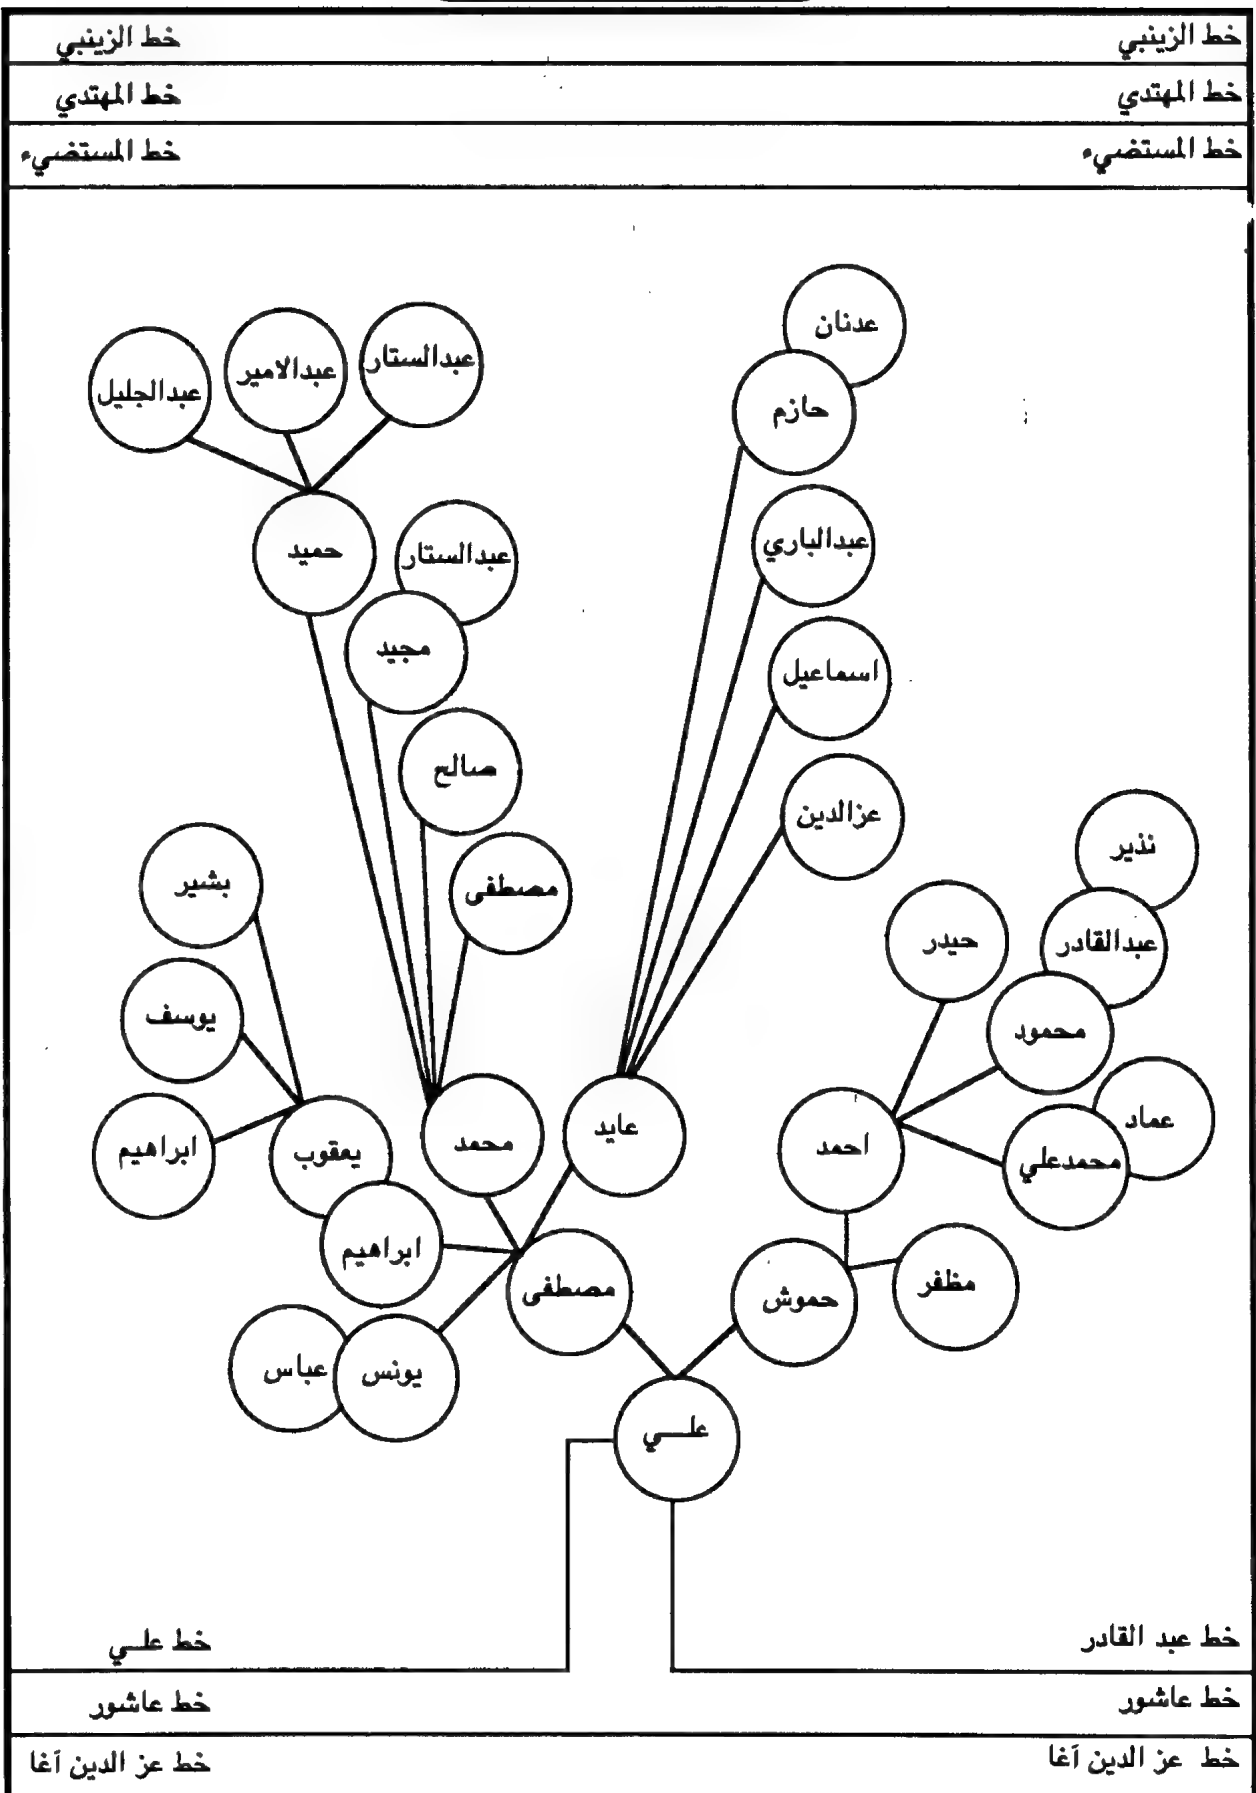 خط الزينبي
خط الزينبي
خط المهتدي
خط المهتدي
خط المستضيء
خط المستضيء
عدنان
حازم
عبدالباري
اسماعيل
عزالدين
عبدالستار
عبدالامير
عبدالجليل
حميد
عبدالستار
مجيد
صالح
مصطفى
نذير
عبدالقادر
محمود
حيدر
عماد
محمدعلي
احمد
مظفر
حموش
عايد
محمد
بشير
يوسف
ابراهيم
يعقوب
ابراهيم
مصطفى
يونس
عباس
علـــي
خط عبد القادر
خط علــي
خط عاشور
خط عاشور
خط عز الدين آغا
خط عز الدين آغا